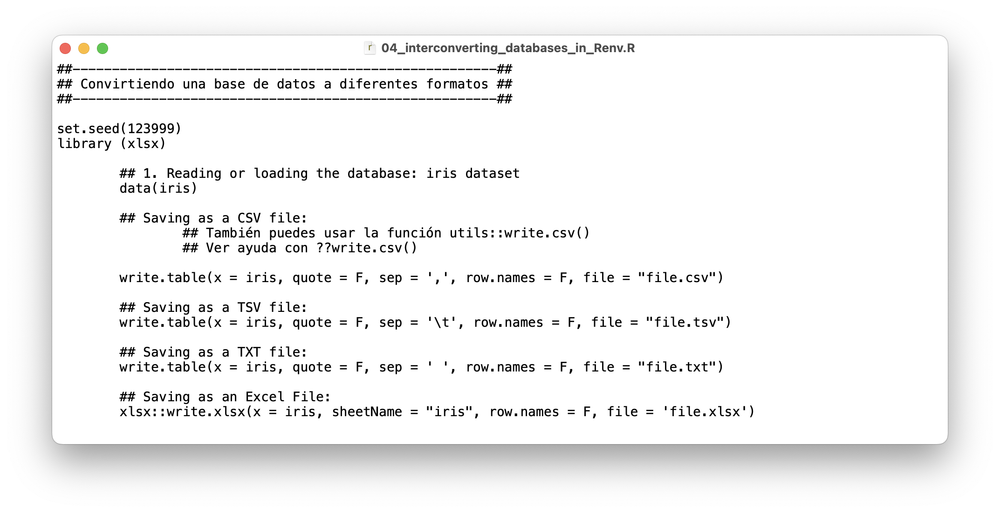 04_interconverting_databases_in_Renv.R
##------------------------------------------------------##
## Convirtiendo una base de datos a diferentes formatos ##
##------------------------------------------------------##
set.seed(123999)
library (xlsx)
## 1. Reading or loading the database: iris dataset
data(iris)
## Saving as a CSV file:
## También puedes usar la función utils::write.csv()
## Ver ayuda con ??write.csv()
write.table(x = iris, quote = F, sep = ',', row.names = F, file = "file.csv")
## Saving as a TSV file:
write.table(x = iris, quote = F, sep = '\t', row.names = F, file = "file.tsv")
## Saving as a TXT file:
write.table(x = iris, quote = F, sep = ' ', row.names = F, file = "file.txt")
## Saving as an Excel File:
xlsx::write.xlsx(x = iris, sheetName = "iris", row.names = F, file = 'file.xlsx')